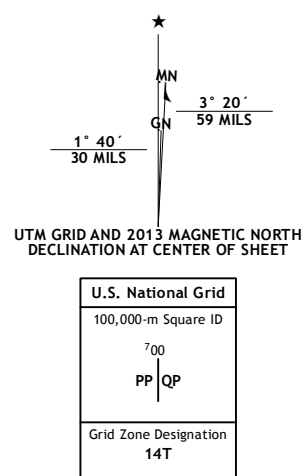 ★
MN
3° 20´
59 MILS
GN
1° 40´
30 MILS
UTM GRID AND 2013 MAGNETIC NORTH
DECLINATION AT CENTER OF SHEET
U.S. National Grid
100,000-m Square ID
⁷00
PP QP
Grid Zone Designation
14T